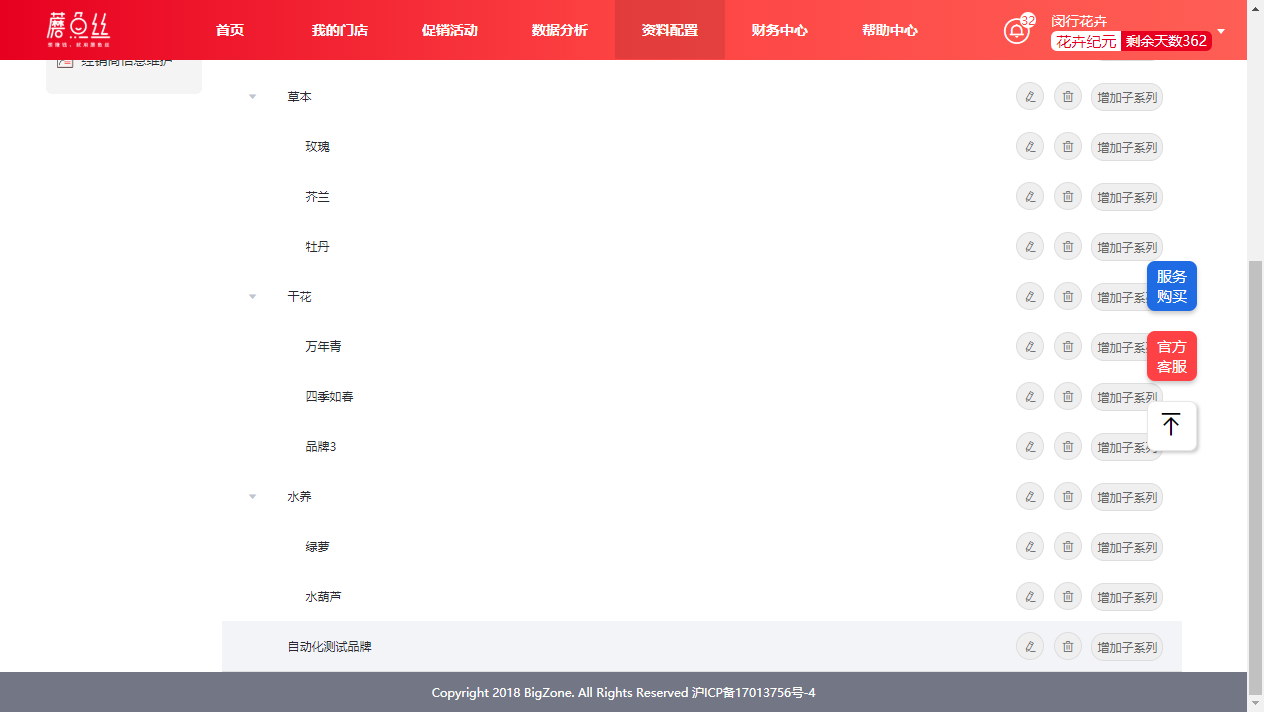 蘑点丝
首页
我的门店
促销活动
数据分析
资料配置
财务中心
帮助中心
32
闵行花卉
花卉纪元 剩余天数362
经销商信息维护
草本
增加子系列
玫瑰
增加子系列
芥兰
增加子系列
牡丹
增加子系列
服务
购买
干花
增加子系
万年青
增加子系
官方
客服
四季如春
增加子系列
品牌3
增加子系列
水养
增加子系列
绿萝
增加子系列
水葫芦
增加子系列
自动化测试品牌
增加子系列
Copyright 2018 BigZone. All Rights Reserved 沪ICP备17013756号-4